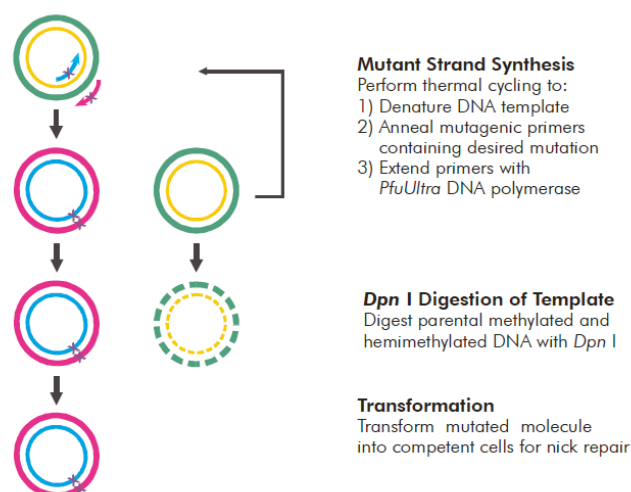 Mutant Strand Synthesis
Perform thermal cycling to:
1) Denature DNA template
2) Anneal mutagenic primers
containing desired mutation
3) Extend primers with
PfuUltra DNA polymerase
Dpn I Digestion of Template
Digest parental methylated and
hemimethylated DNA with Dpn I
Transformation
Transform mutated molecule
into competent cells for nick repair